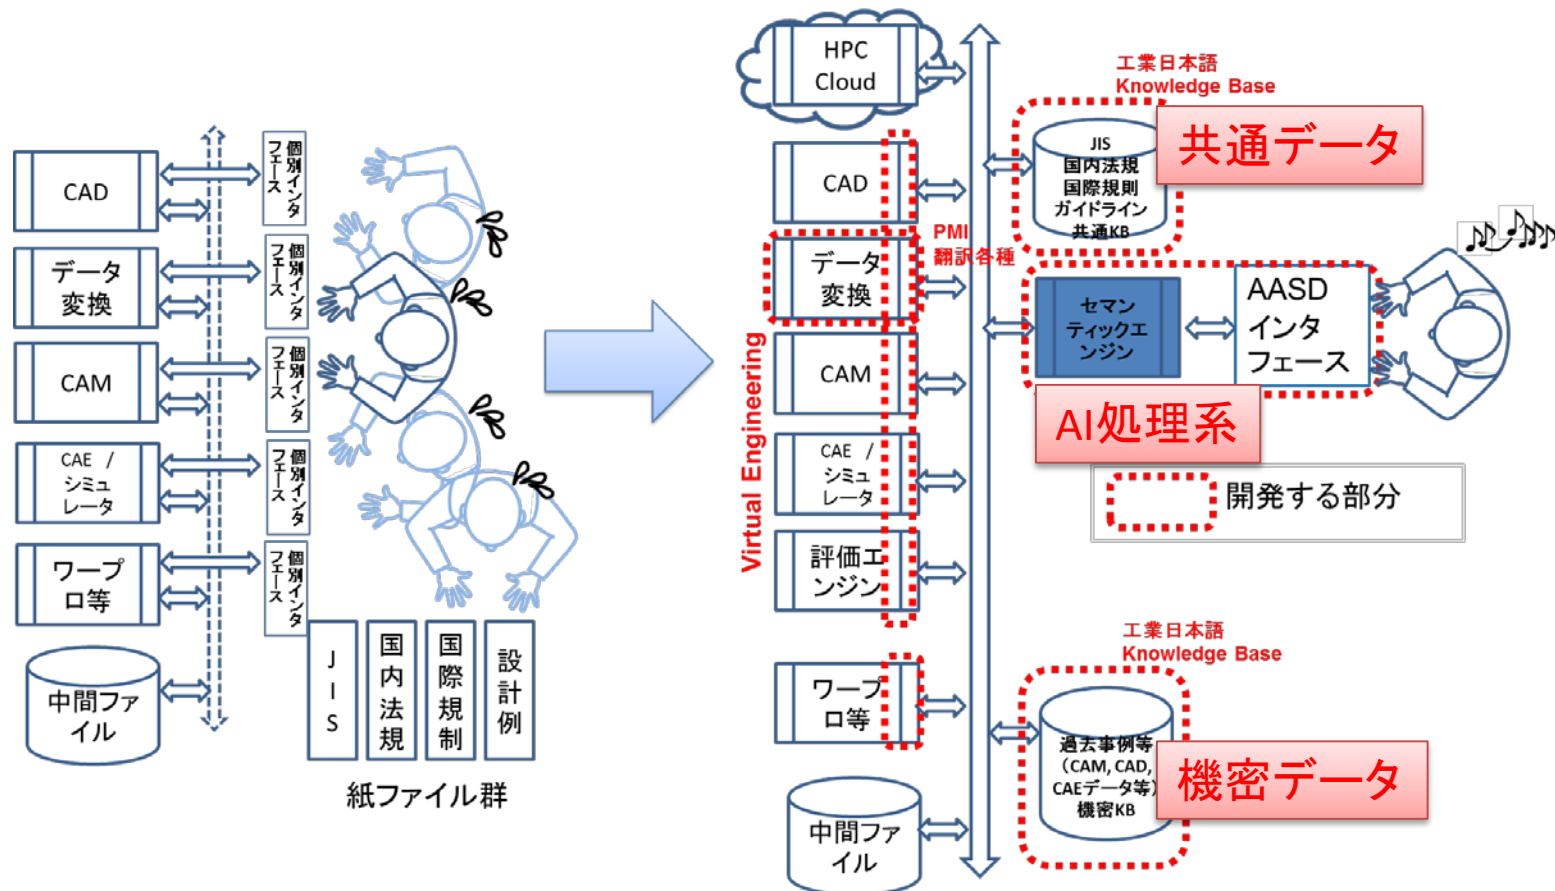 CAD
データ
変換
CAM
CAE /
シミュ
レータ
ワープ
ロ等
中間ファ
イル
個別インタ
フェース
個別インタ
フェース
個別インタ
フェース
個別インタ
フェース
個別インタ
フェース
JIS
国内法規
国際規制
設計例
紙ファイル群
HPC
Cloud
CAD
PMI
翻訳各種
データ
変換
CAM
CAE /
シミュ
レータ
評価エ
ンジン
ワープ
ロ等
中間ファ
イル
Virtual Engineering
工業日本語
Knowledge Base
JIS
国内法規
国際規則
ガイドライン
共通KB
共通データ
セマン
ティックエ
ンジン
AASD
インタ
フェース
AI処理系
開発する部分
工業日本語
Knowledge Base
過去事例等
（CAM, CAD,
CAEデータ等）
機密KB
機密データ